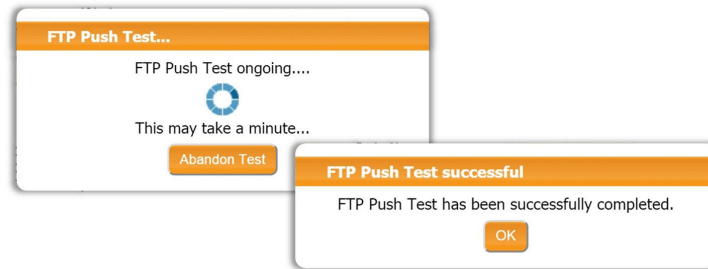 FTP Push Test...
FTP Push Test ongoing....
This may take a minute...
Abandon Test
FTP Push Test successful
FTP Push Test has been successfully completed.
OK